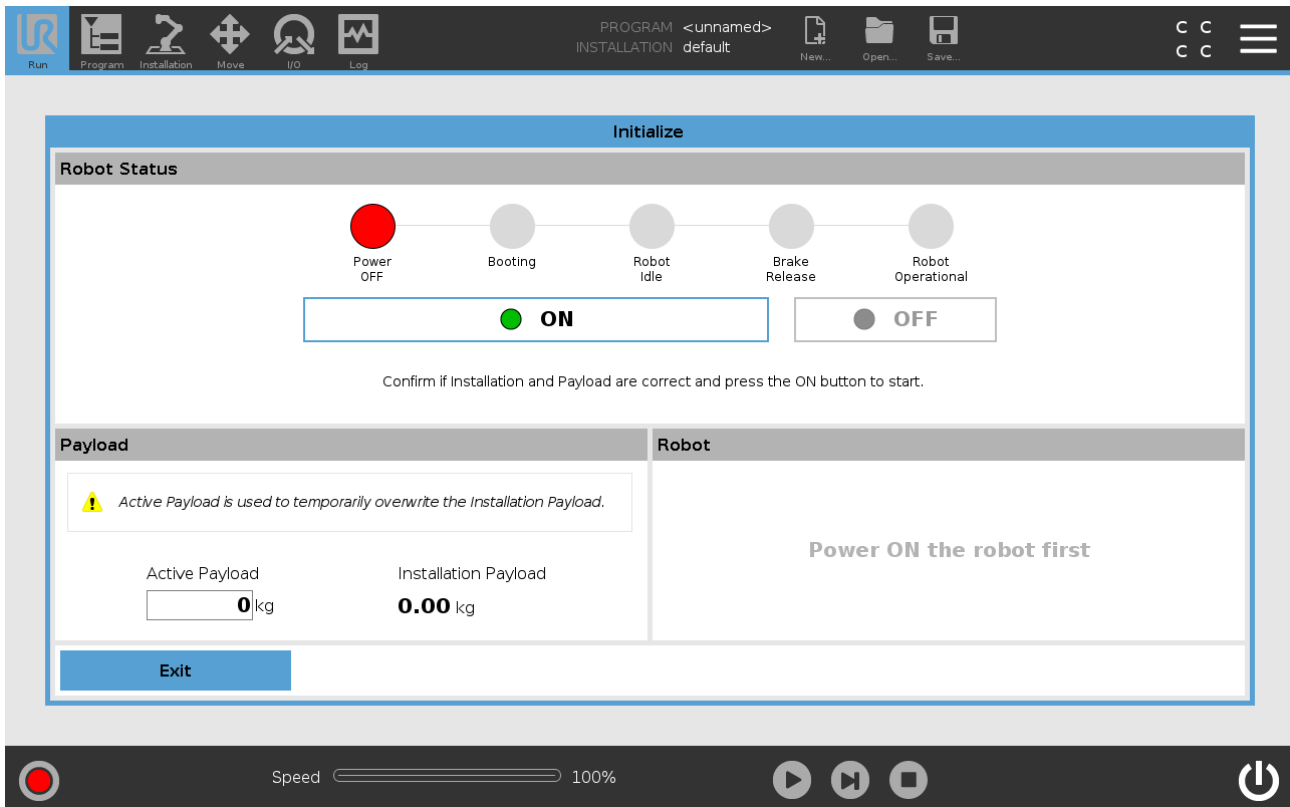 UR
Run
Program
Installation
Move
I/O
Log
PROGRAM <unnamed>
INSTALLATION default
New...
Open...
Save...
C C
C C
Initialize
Robot Status
Power
OFF
Booting
Robot
Idle
Brake
Release
Robot
Operational
ON
OFF
Confirm if Installation and Payload are correct and press the ON button to start.
Payload
Robot
Active Payload is used to temporarily overwrite the Installation Payload.
Power ON the robot first
Active Payload
Installation Payload
0 kg
0.00 kg
Exit
Speed 100%